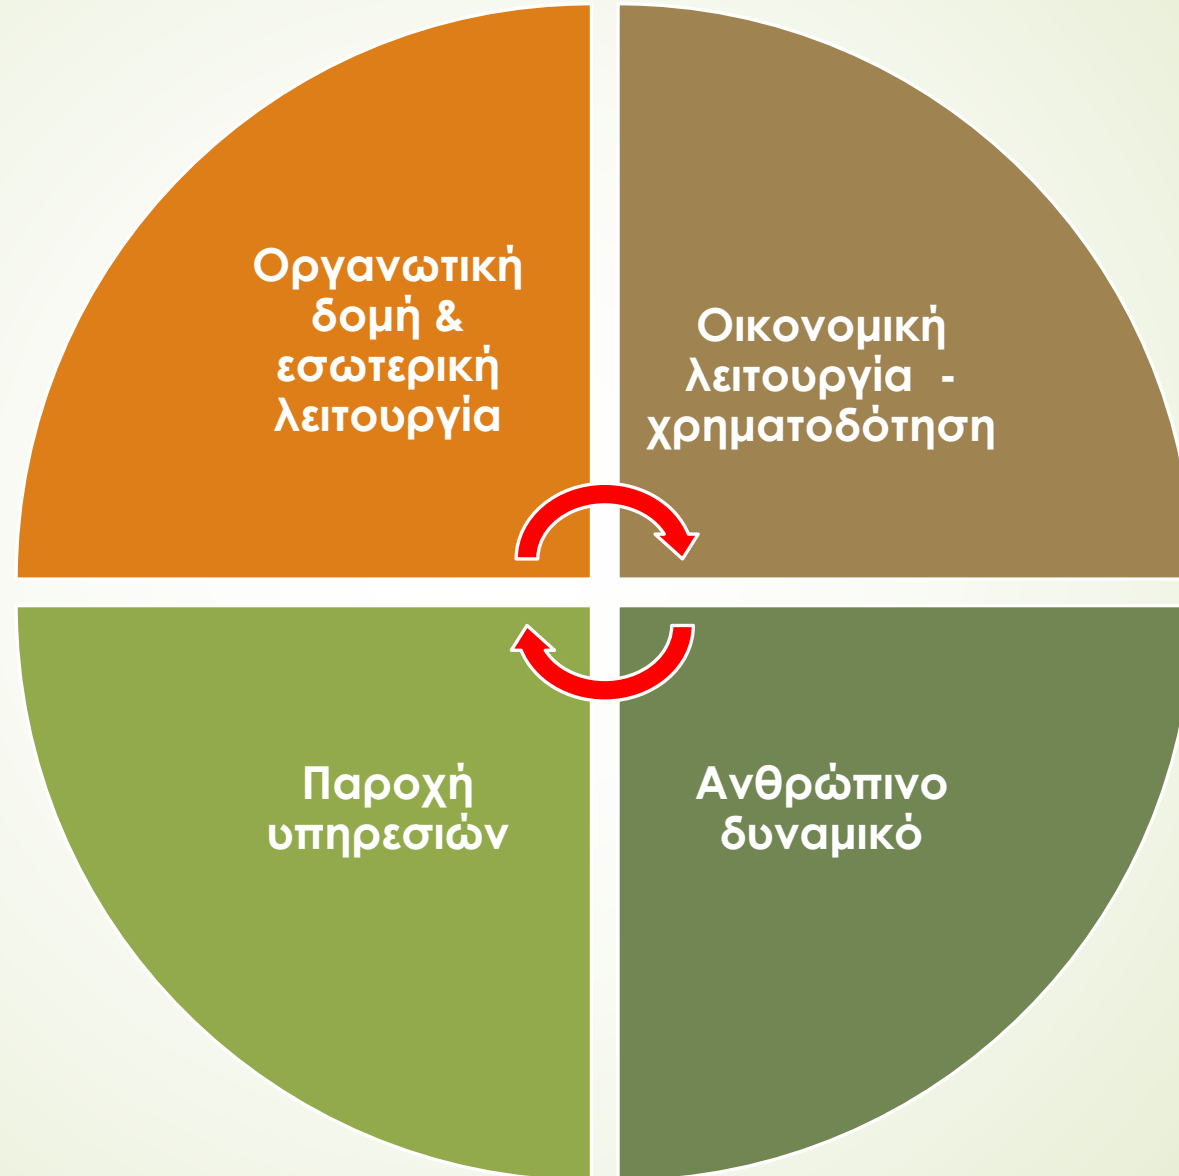 Οργανωτική
δομή &
εσωτερική
λειτουργία
Οικονομική
λειτουργία -
χρηματοδότηση
Παροχή
υπηρεσιών
Ανθρώπινο
δυναμικό